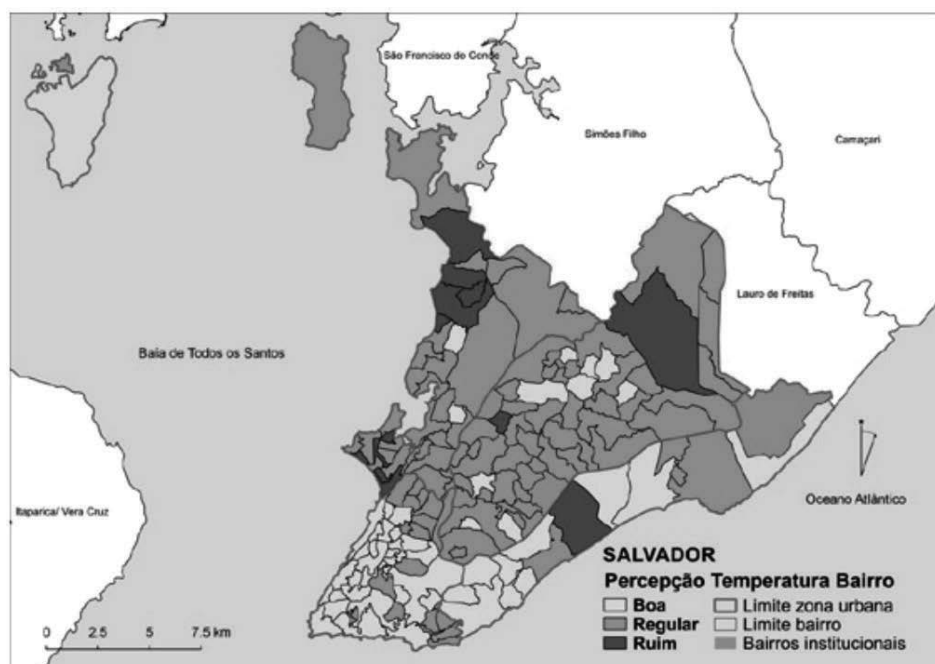 São Francisco do Conde
Simões Filho
Camaçari
Lauro de Freitas
Baía de Todos os Santos
Itaparica/ Vera Cruz
Oceano Atlântico
SALVADOR
Percepção Temperatura Bairro
Boa
Limite zona urbana
Regular
Limite bairro
Ruim
Bairros institucionais
0 2.5 5 7.5 km